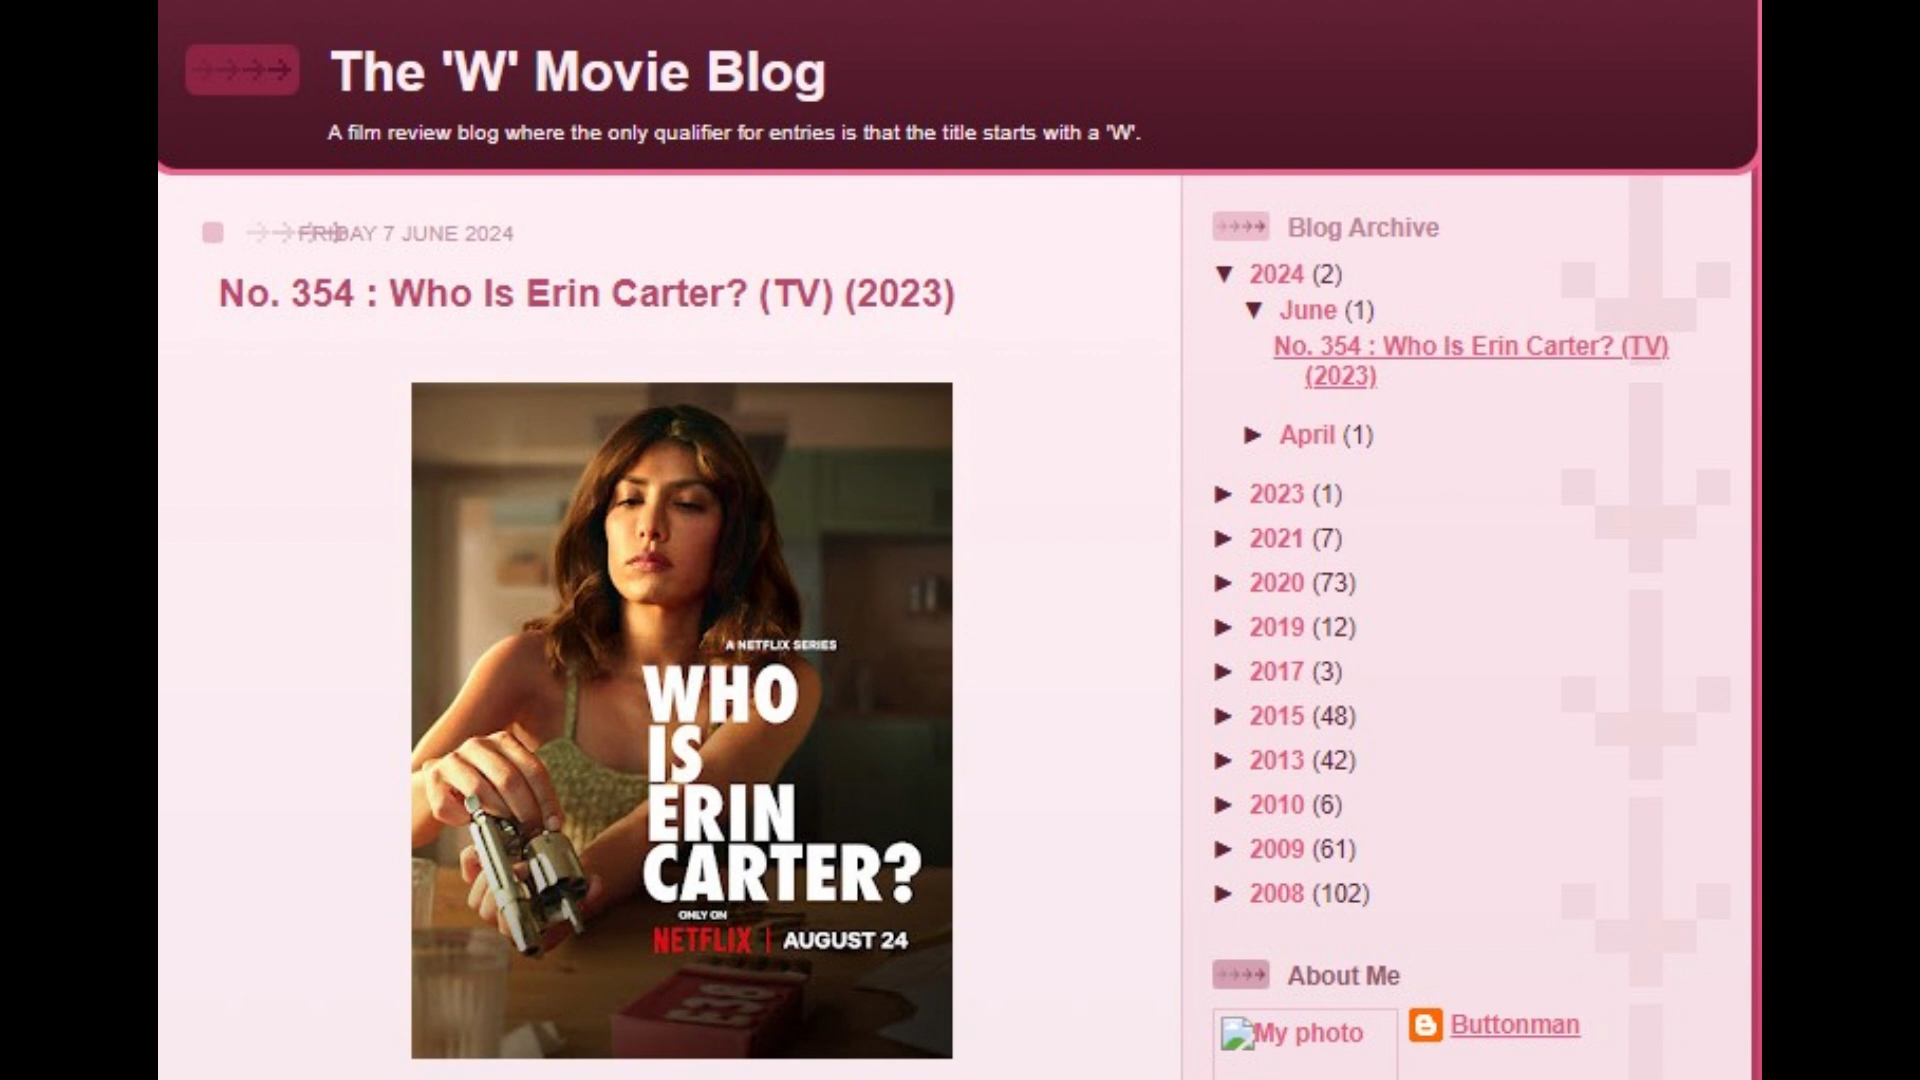 The 'W' Movie Blog
A film review blog where the only qualifier for entries is that the title starts with a 'W'.
FRIDAY 7 JUNE 2024
No. 354 : Who Is Erin Carter? (TV) (2023)
A NETFLIX SERIES
WHO
IS
ERIN
CARTER?
ONLY ON
NETFLIX | AUGUST 24
.38
Blog Archive
▼ 2024 (2)
▼ June (1)
No. 354 : Who Is Erin Carter? (TV)
(2023)
► April (1)
► 2023 (1)
► 2021 (7)
► 2020 (73)
► 2019 (12)
► 2017 (3)
► 2015 (48)
► 2013 (42)
► 2010 (6)
► 2009 (61)
► 2008 (102)
About Me
My photo
Buttonman